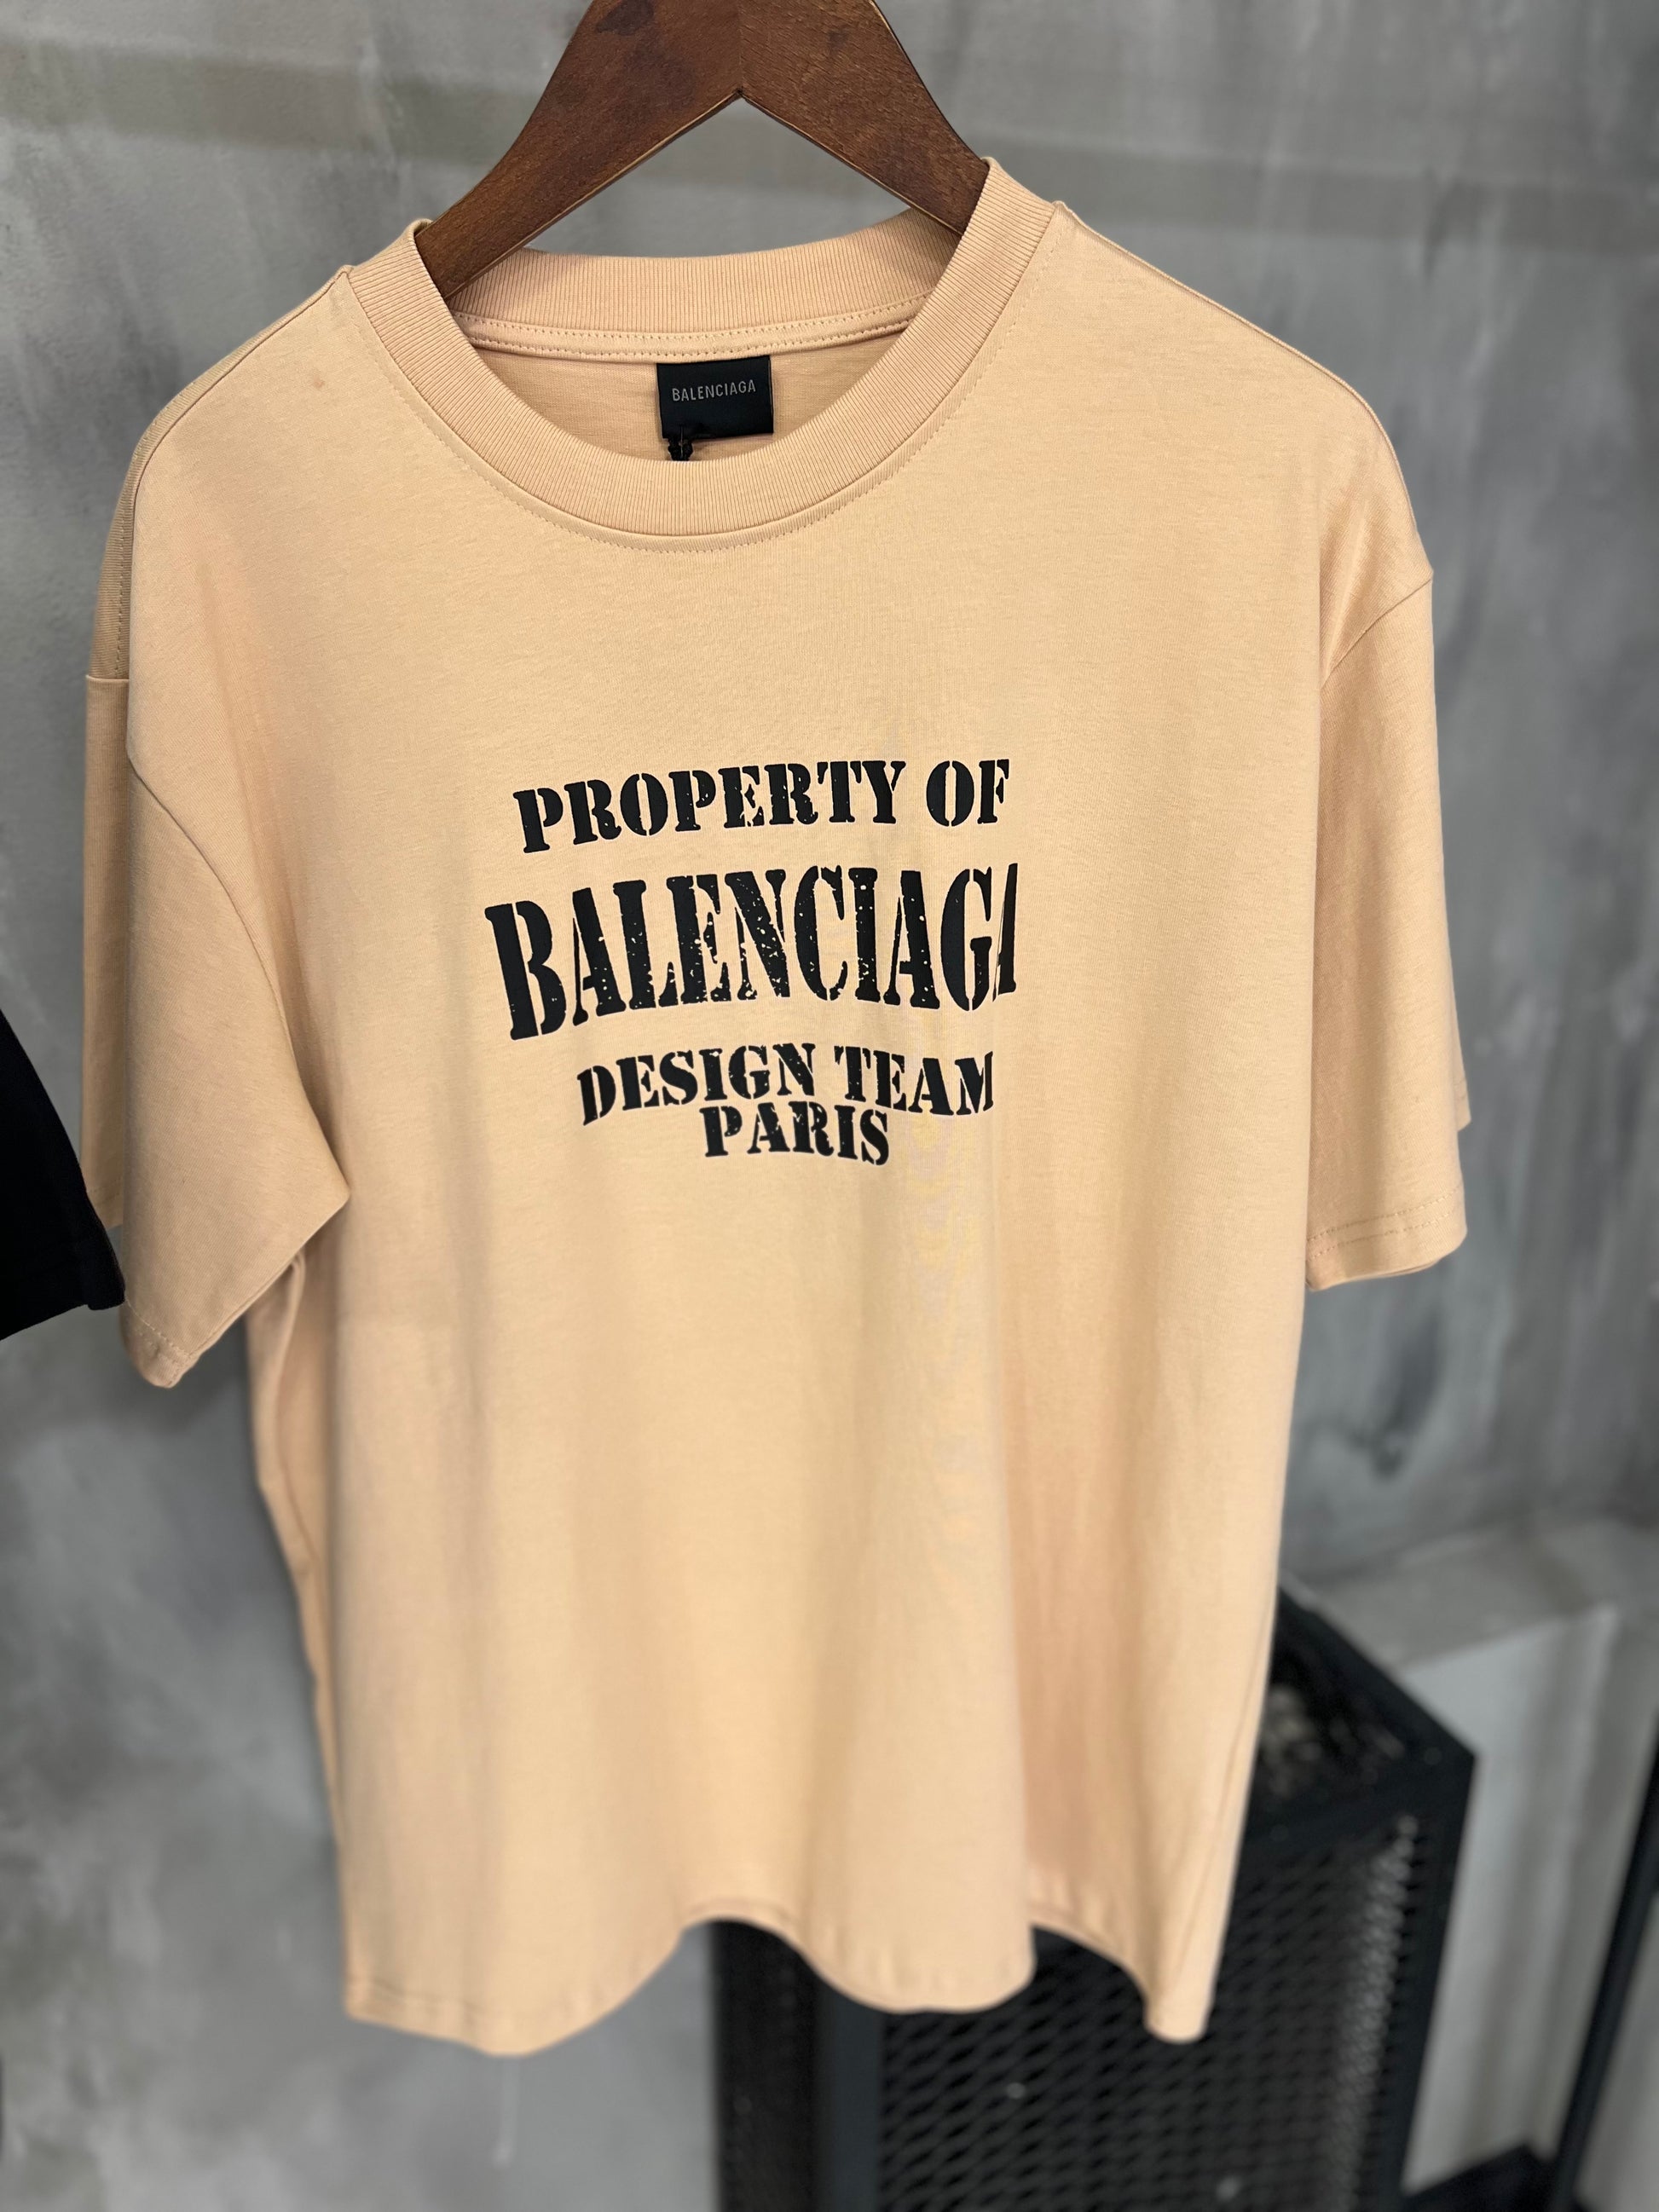 BALENCIAGA
PROPERTY OF
BALENCIAGA
DESIGN TEAM
PARIS